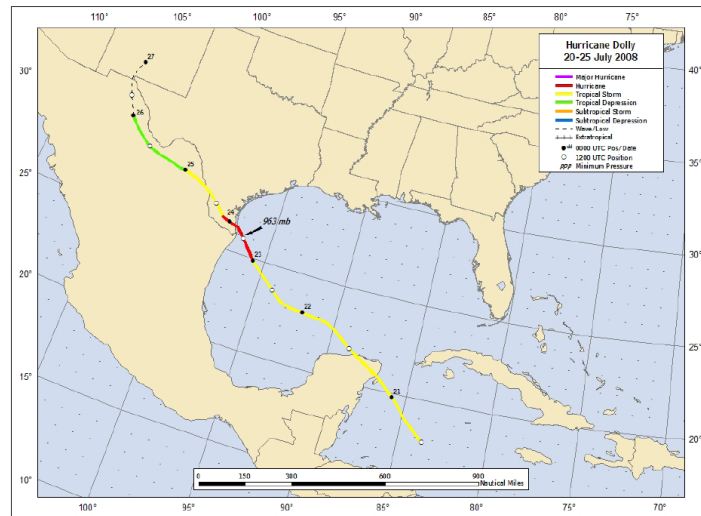 110° 105° 100° 95° 90° 85° 80° 75°
Hurricane Dolly
20-25 July 2008
Major Hurricane
Hurricane
Tropical Storm
Tropical Depression
Subtropical Storm
Subtropical Depression
Wave/Low
Extratropical
0000 UTC Pos/Date
1200 UTC Position
PPP Minimum Pressure
27
30° 40°
26
35°
25
25°
24
963 mb
30°
23
20°
22
25°
15°
21
20°
10°
0 150 300 600 900
Nautical Miles
100° 95° 90° 85° 80° 75° 70°